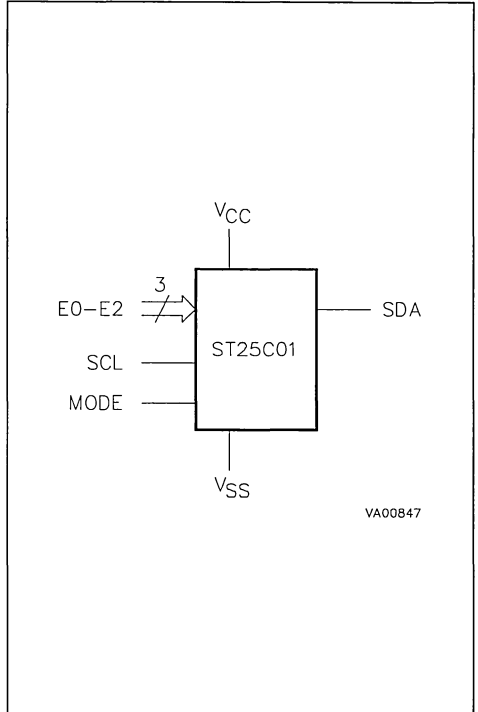 VCC
3
E0-E2
SDA
ST25C01
SCL
MODE
VSS
VA00847